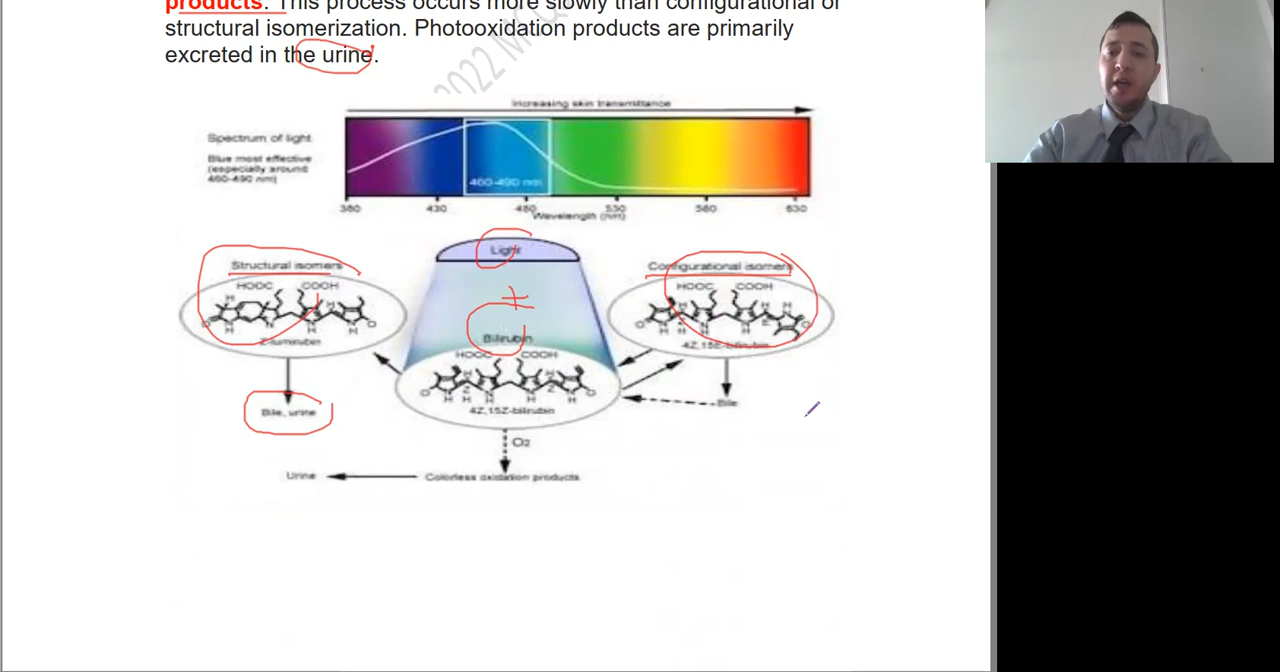 products. This process occurs more slowly than configurational or
structural isomerization. Photooxidation products are primarily
excreted in the urine.
2022
Increasing skin transmittance
Spectrum of light
Blue most effective
(especially around
460-490 nm)
460-490 nm
380 430 480 530 580 630
Wavelength (nm)
Light
Structural isomers
Configurational isomers
HOOC COOH
HOOC COOH
Z-lumirubin
4Z,15E-bilirubin
Bilirubin
HOOC COOH
4Z,15Z-bilirubin
Bile, urine
Bile
O2
Urine
Colorless oxidation products